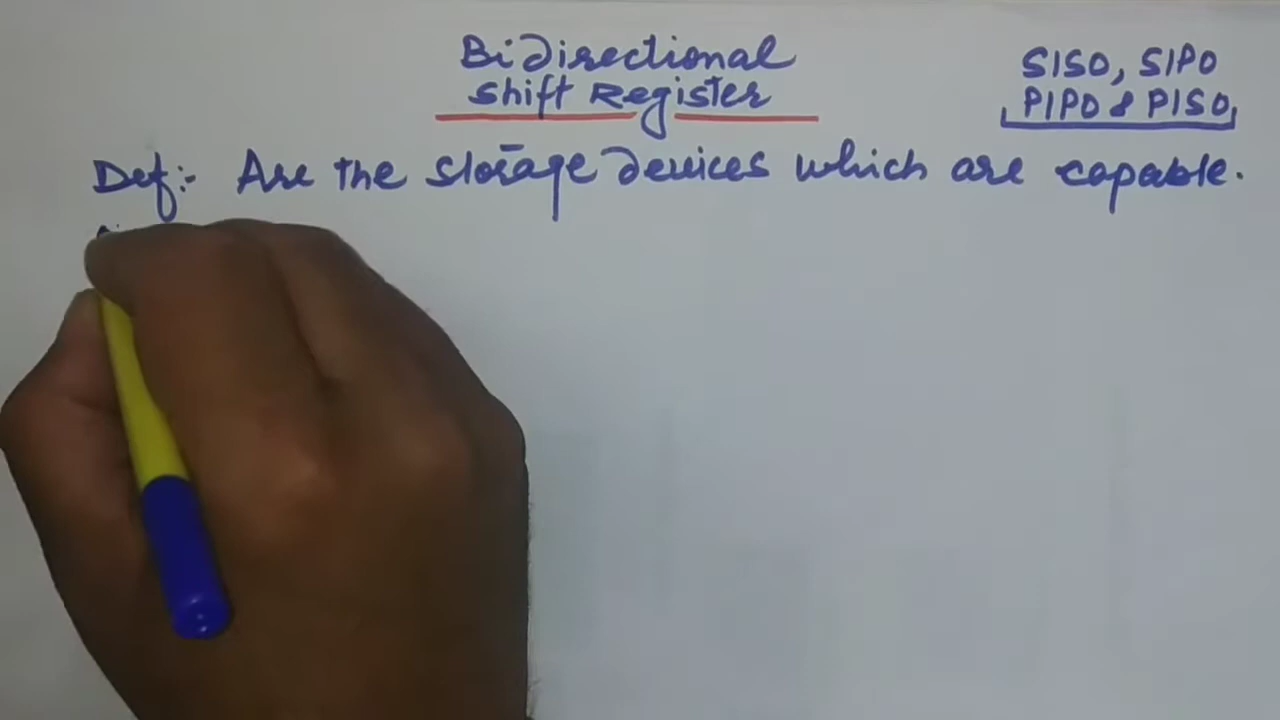 Bidirectional
Shift Register
SISO, SIPO
PIPO & PISO
Def:- Are the storage devices which are capable.